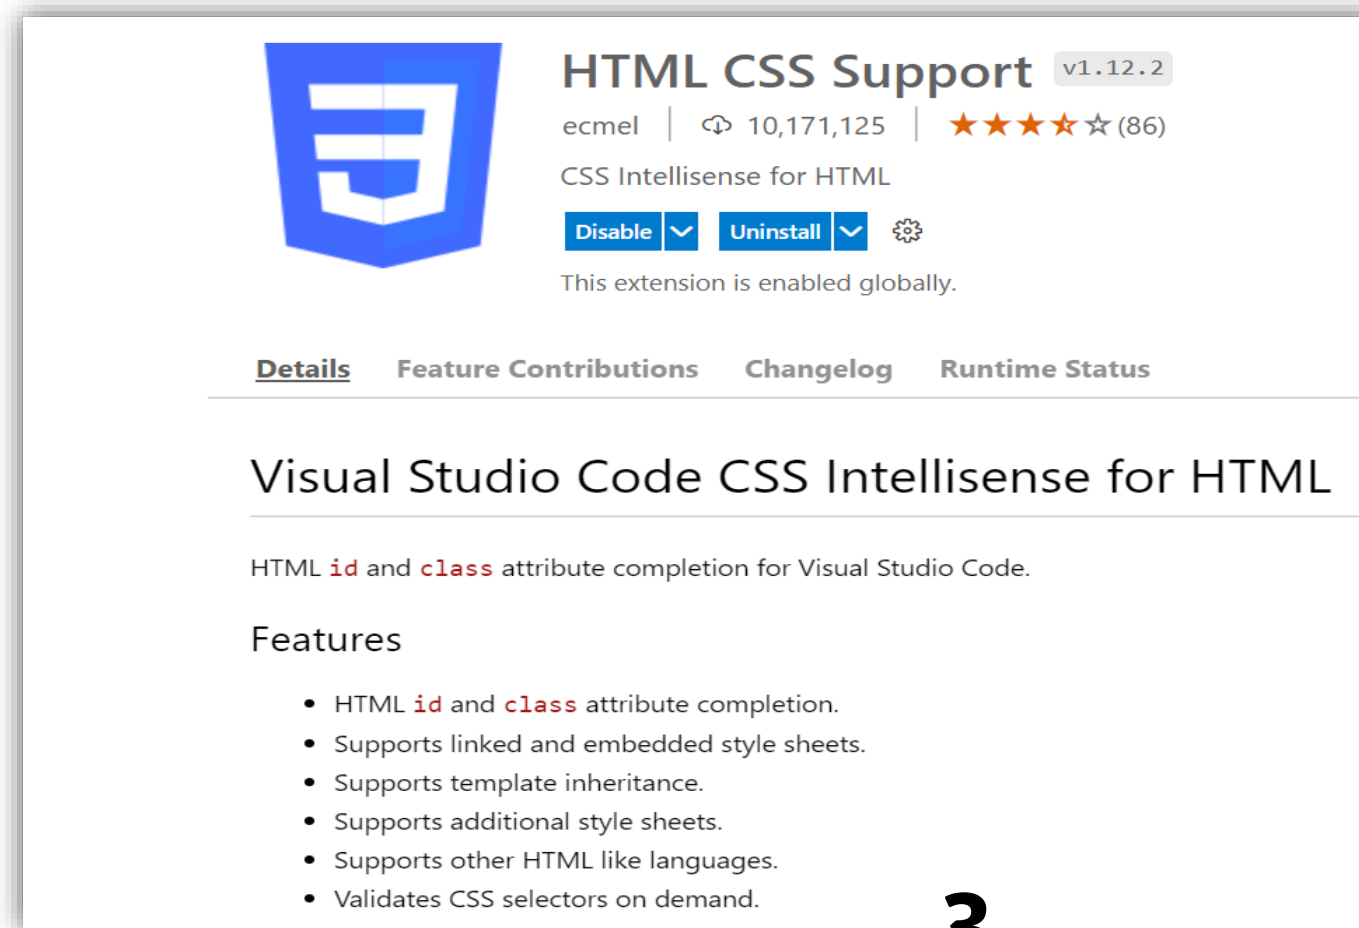 HTML CSS Support v1.12.2
ecmel 10,171,125 (86)
CSS Intellisense for HTML
Disable Uninstall
This extension is enabled globally.
Details Feature Contributions Changelog Runtime Status
Visual Studio Code CSS Intellisense for HTML
HTML id and class attribute completion for Visual Studio Code.
Features
• HTML id and class attribute completion.
• Supports linked and embedded style sheets.
• Supports template inheritance.
• Supports additional style sheets.
• Supports other HTML like languages.
• Validates CSS selectors on demand.
3